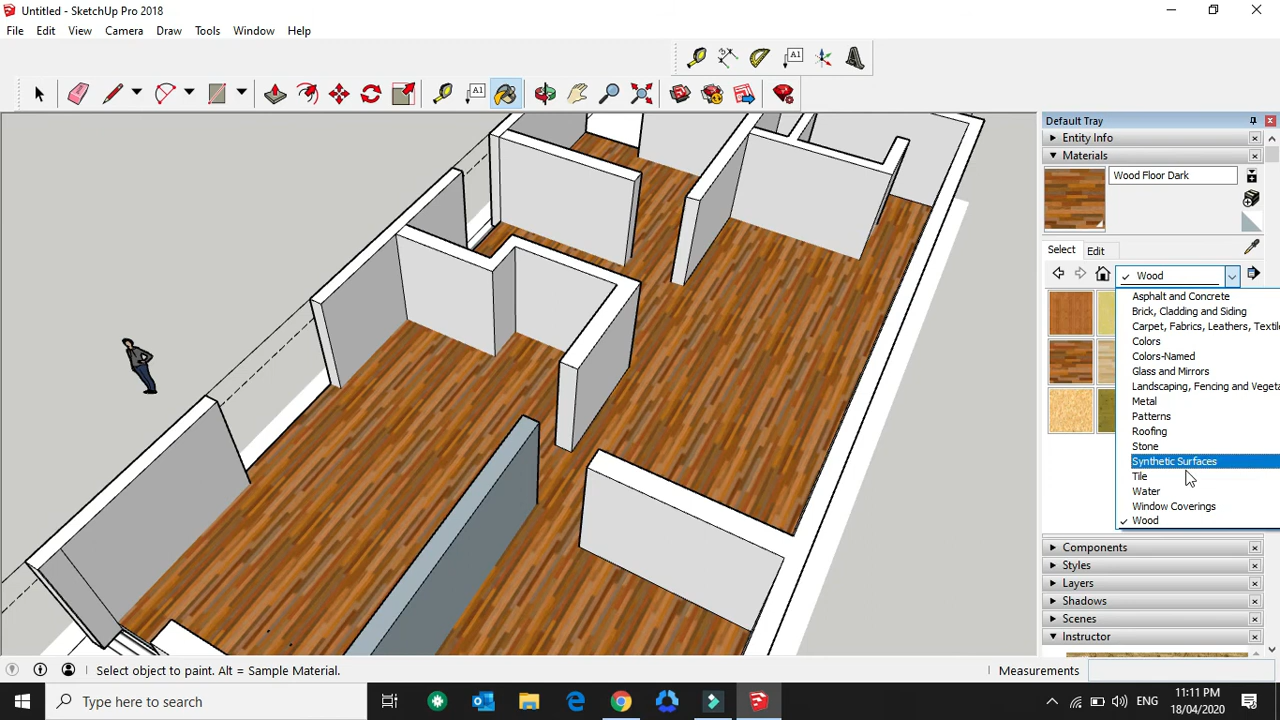 Untitled - SketchUp Pro 2018
File Edit View Camera Draw Tools Window Help
A1
A1
Default Tray
Entity Info
Materials
Wood Floor Dark
Select Edit
Wood
Asphalt and Concrete
Brick, Cladding and Siding
Carpet, Fabrics, Leathers, Textil
Colors
Colors-Named
Glass and Mirrors
Landscaping, Fencing and Vegeta
Metal
Patterns
Roofing
Stone
Synthetic Surfaces
Tile
Water
Window Coverings
Wood
Components
Styles
Layers
Shadows
Scenes
Instructor
Select object to paint. Alt = Sample Material.
Measurements
Type here to search
ENG
11:11 PM
18/04/2020